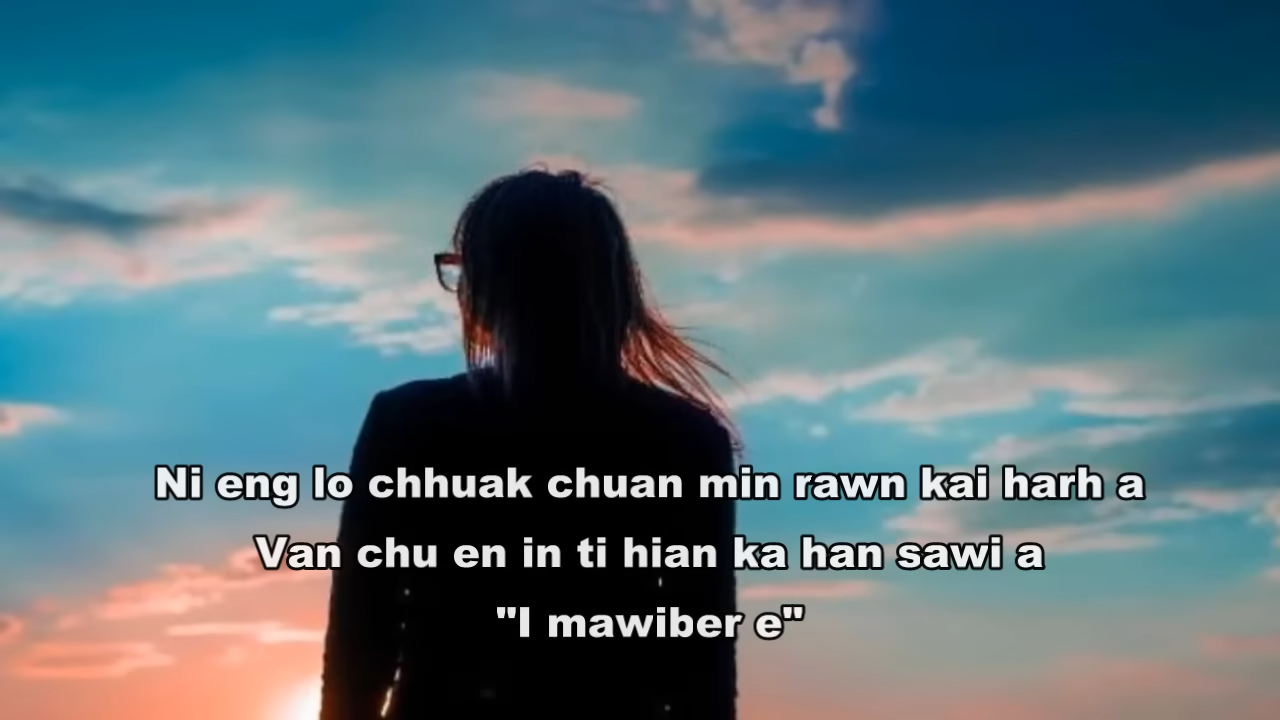 Ni eng lo chhuak chuan min rawn kai harh a
Van chu en in ti hian ka han sawi a
"I mawiber e"